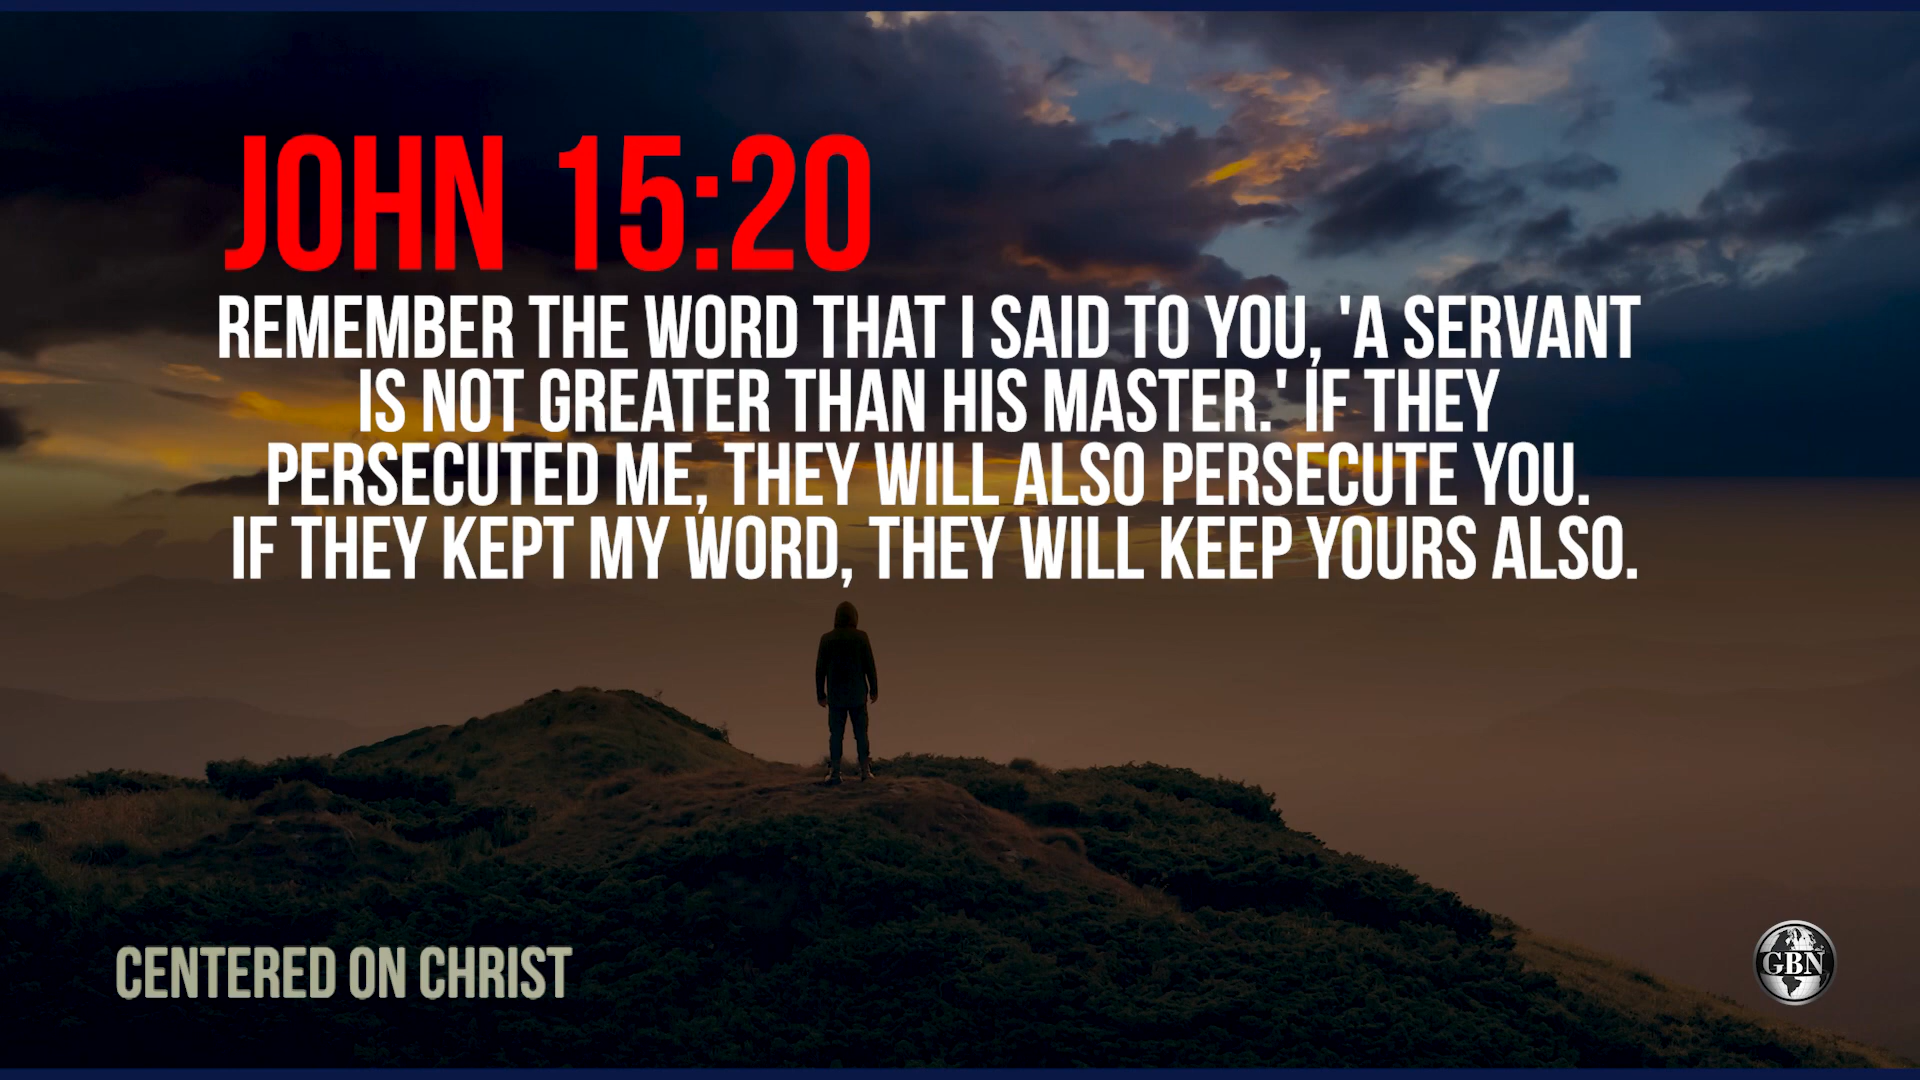 JOHN 15:20
REMEMBER THE WORD THAT I SAID TO YOU, 'A SERVANT
IS NOT GREATER THAN HIS MASTER.' IF THEY
PERSECUTED ME, THEY WILL ALSO PERSECUTE YOU.
IF THEY KEPT MY WORD, THEY WILL KEEP YOURS ALSO.
CENTERED ON CHRIST
GBN